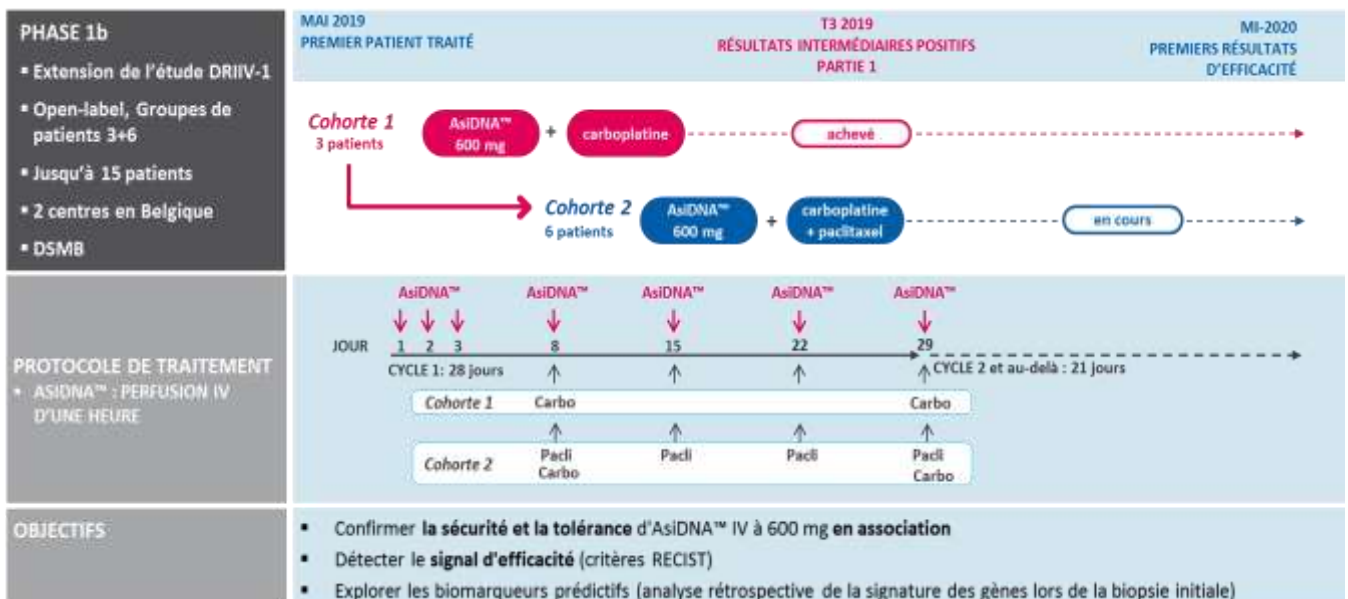 PHASE 1b
▪ Extension de l'étude DRIIV-1
▪ Open-label, Groupes de
patients 3+6
▪ Jusqu'à 15 patients
▪ 2 centres en Belgique
▪ DSMB
MAI 2019
PREMIER PATIENT TRAITÉ
T3 2019
RÉSULTATS INTERMÉDIAIRES POSITIFS
PARTIE 1
MI-2020
PREMIERS RÉSULTATS
D'EFFICACITÉ
Cohorte 1
3 patients
AsiDNA™
600 mg
+
carboplatine
achevé
Cohorte 2
6 patients
AsiDNA™
600 mg
+
carboplatine
+ paclitaxel
en cours
PROTOCOLE DE TRAITEMENT
▪ ASIDNA™ : PERFUSION IV
D'UNE HEURE
AsiDNA™ AsiDNA™ AsiDNA™ AsiDNA™ AsiDNA™
JOUR 1 2 3 8 15 22 29
CYCLE 1: 28 jours CYCLE 2 et au-delà : 21 jours
Cohorte 1 Carbo Carbo
Cohorte 2 Pacli Pacli Pacli Pacli
Carbo Carbo
OBJECTIFS
▪ Confirmer la sécurité et la tolérance d'AsiDNA™ IV à 600 mg en association
▪ Détecter le signal d'efficacité (critères RECIST)
▪ Explorer les biomarqueurs prédictifs (analyse rétrospective de la signature des gènes lors de la biopsie initiale)